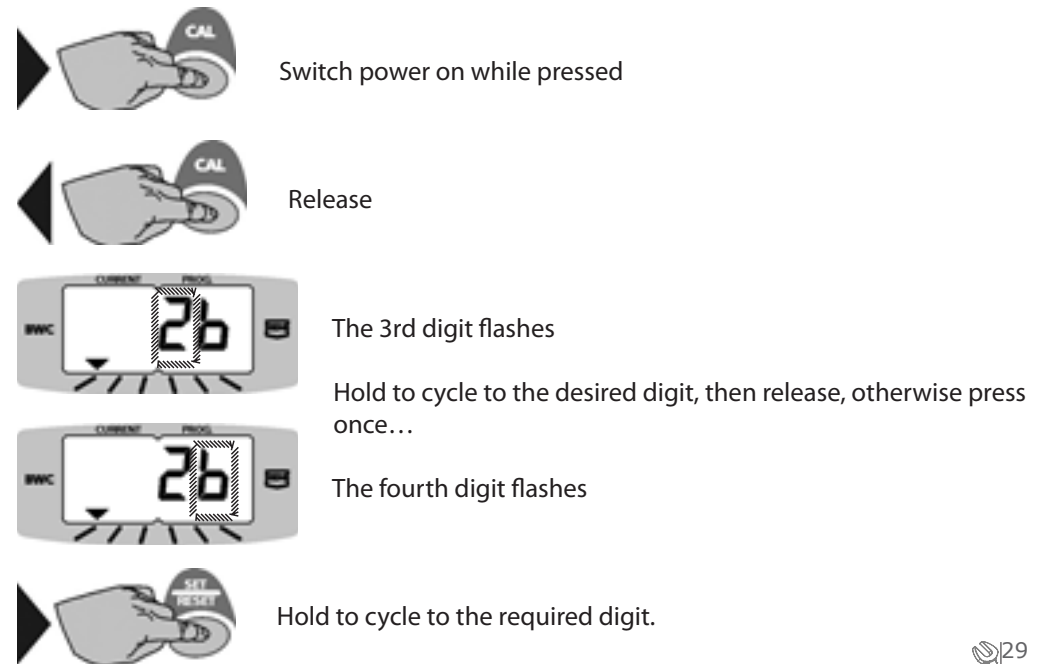 CAL
Switch power on while pressed
CAL
Release
CURRENT PROG.
BWC
2b
The 3rd digit flashes
Hold to cycle to the desired digit, then release, otherwise press
once…
CURRENT PROG.
BWC
2b
The fourth digit flashes
SET
RESET
Hold to cycle to the required digit.
29